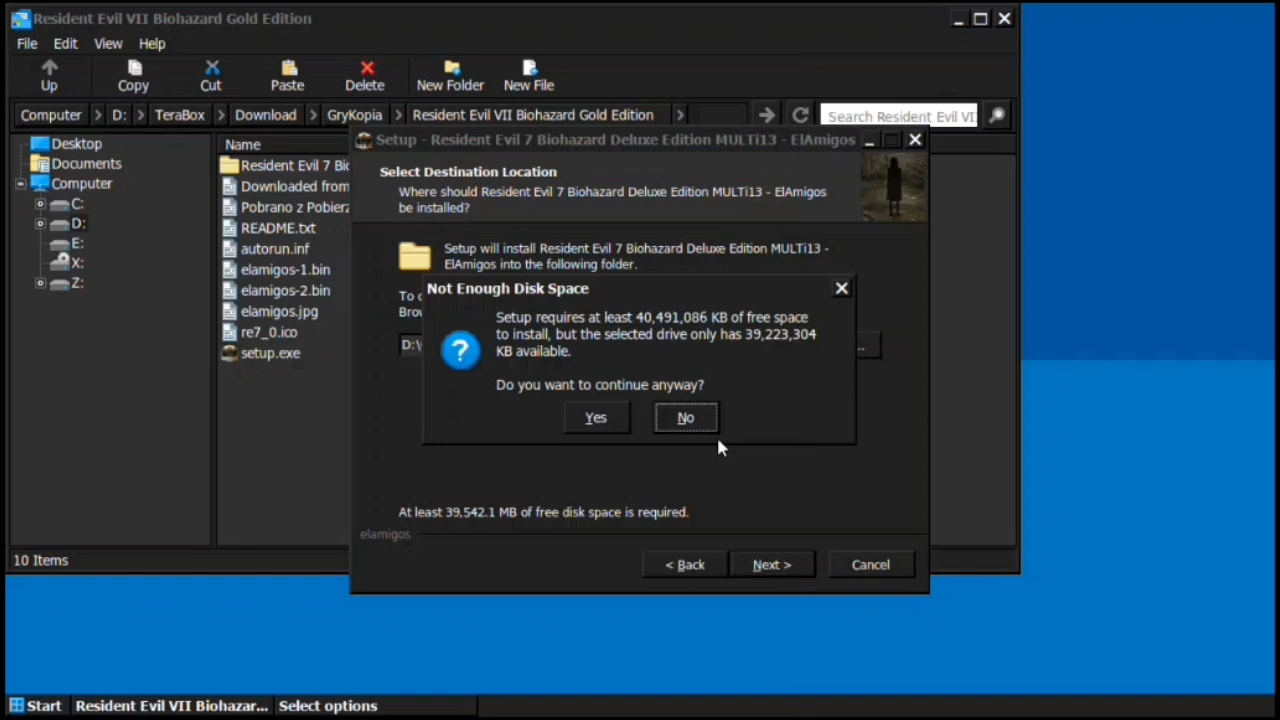 Resident Evil VII Biohazard Gold Edition
File Edit View Help
Up Copy Cut Paste Delete New Folder New File
Computer D: TeraBox Download GryKopia Resident Evil VII Biohazard Gold Edition Search Resident Evil VI
Desktop
Documents
Computer
C:
D:
E:
X:
Z:
Name
Resident Evil 7 Bio
Downloaded from
Pobrano z Pobierz
README.txt
autorun.inf
elamigos-1.bin
elamigos-2.bin
elamigos.jpg
re7_0.ico
setup.exe
10 Items
Setup - Resident Evil 7 Biohazard Deluxe Edition MULTi13 - ElAmigos
Select Destination Location
Where should Resident Evil 7 Biohazard Deluxe Edition MULTi13 - ElAmigos
be installed?
Setup will install Resident Evil 7 Biohazard Deluxe Edition MULTi13 -
ElAmigos into the following folder.
To c
Brov
D:\
..
Not Enough Disk Space
Setup requires at least 40,491,086 KB of free space
to install, but the selected drive only has 39,223,304
KB available.
Do you want to continue anyway?
Yes No
At least 39,542.1 MB of free disk space is required.
elamigos
< Back Next > Cancel
Start Resident Evil VII Biohazar... Select options